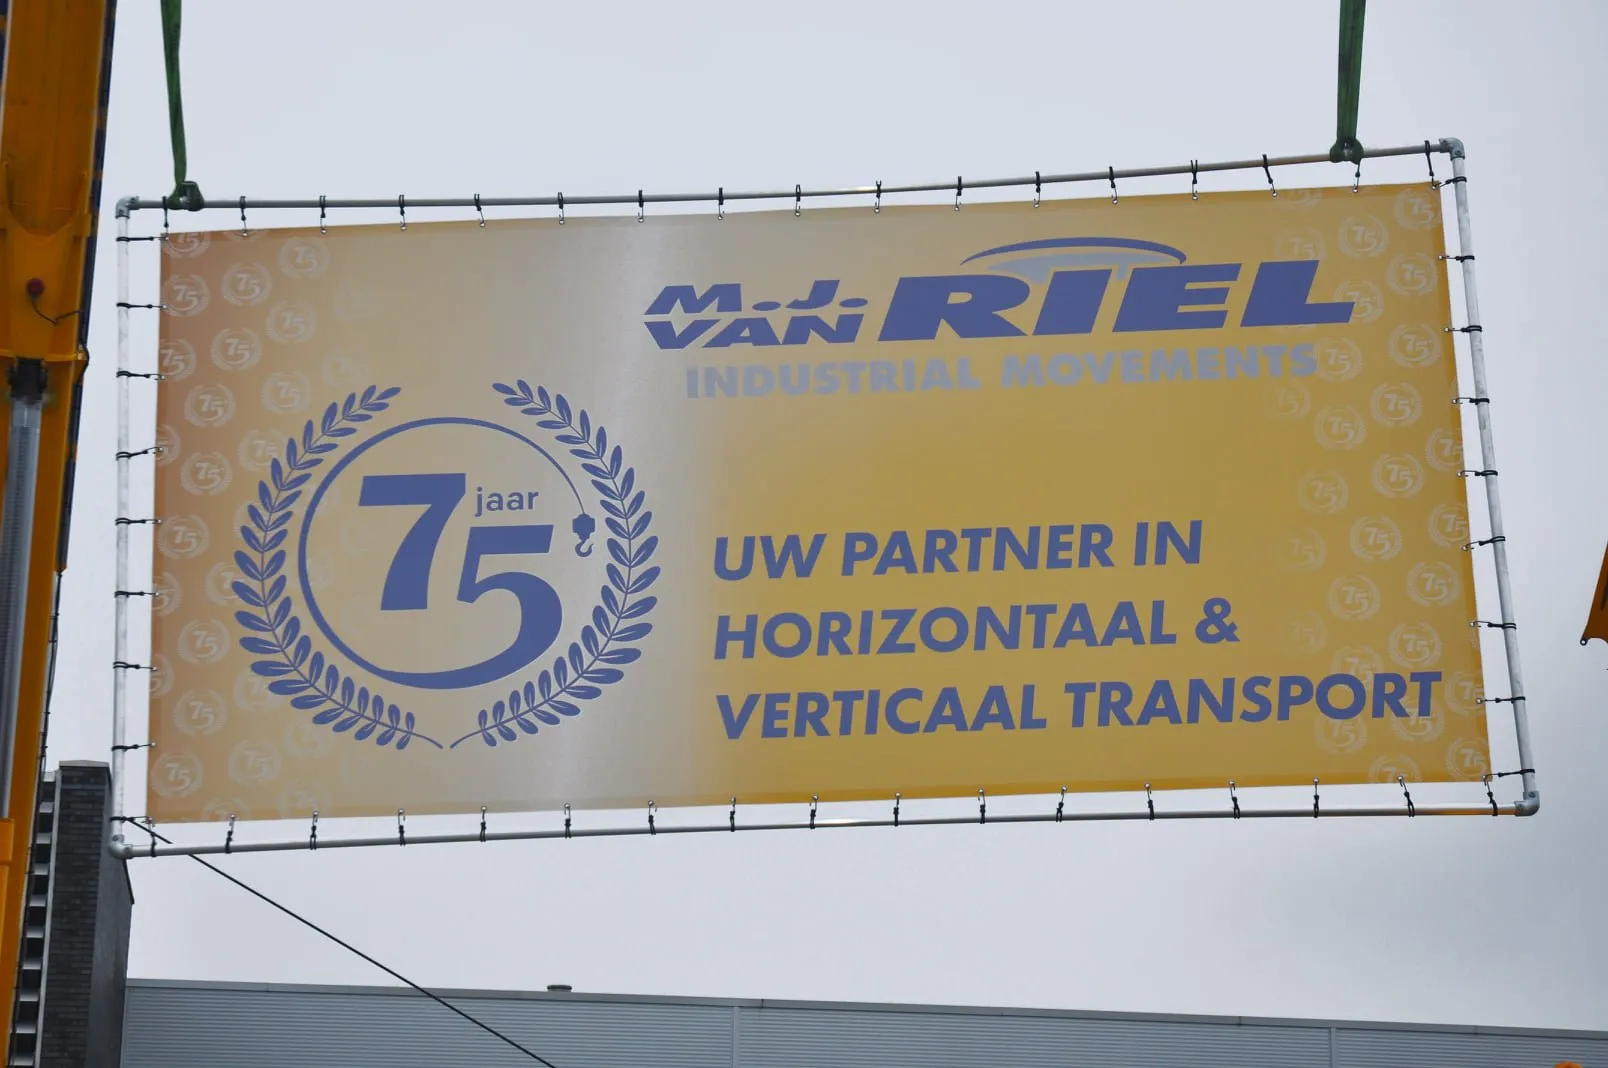 M.J.
VAN RIEL
INDUSTRIAL MOVEMENTS
75 jaar
UW PARTNER IN
HORIZONTAAL &
VERTICAAL TRANSPORT